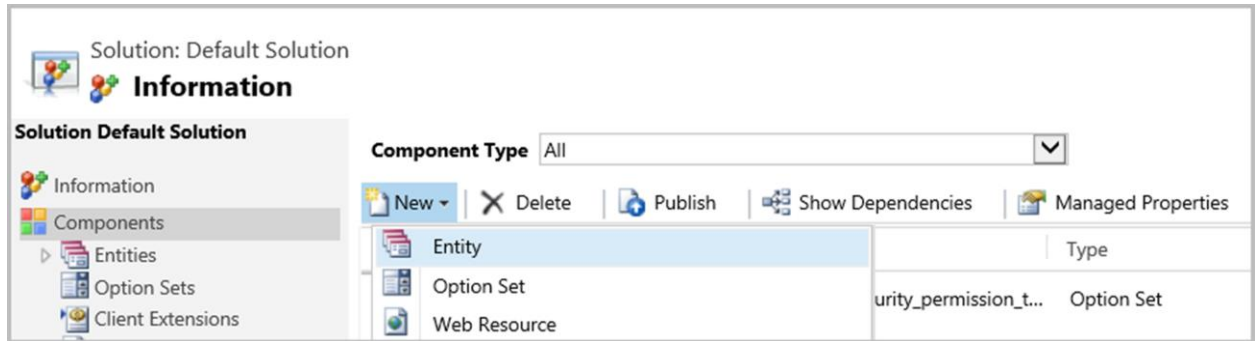 Solution: Default Solution
Information
Solution Default Solution
Information
Components
Entities
Option Sets
Client Extensions
Component Type All
New Delete Publish Show Dependencies Managed Properties
Entity
Option Set
Web Resource
Type
urity_permission_t... Option Set